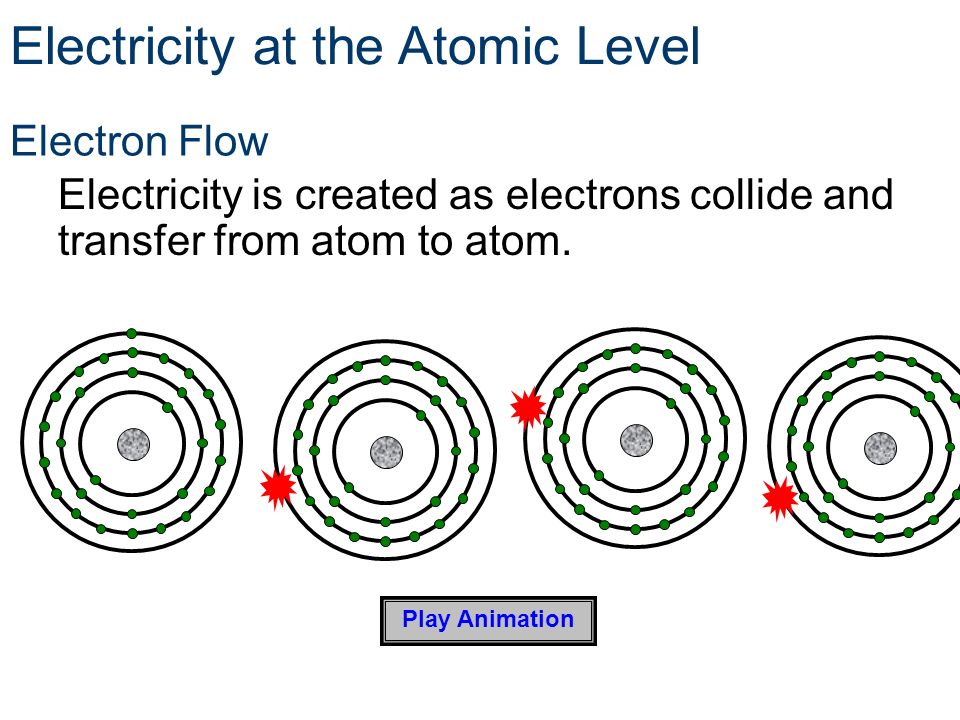 Electricity at the Atomic Level
Electron Flow
Electricity is created as electrons collide and
transfer from atom to atom.
Play Animation